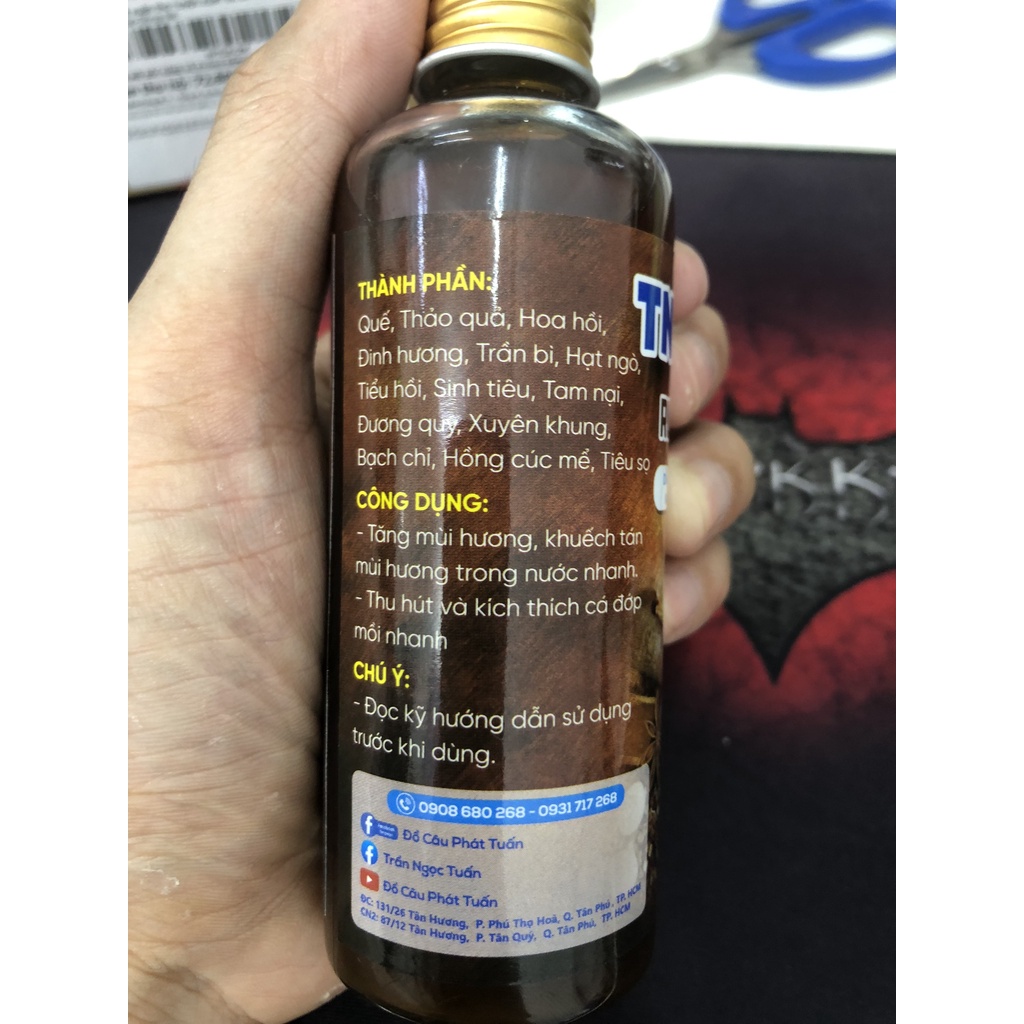 THÀNH PHẦN:
Quế, Thảo quả, Hoa hồi,
Đinh hương, Trần bì, Hạt ngò,
Tiểu hồi, Sinh tiêu, Tam nại,
Đương quy, Xuyên khung,
Bạch chỉ, Hồng cúc mể, Tiêu sọ
CÔNG DỤNG:
- Tăng mùi hương, khuếch tán
mùi hương trong nước nhanh.
- Thu hút và kích thích cá đớp
mồi nhanh
CHÚ Ý:
- Đọc kỹ hướng dẫn sử dụng
trước khi dùng.
0908 680 268 - 0931 717 268
Đồ Câu Phát Tuấn
Trần Ngọc Tuấn
Đồ Câu Phát Tuấn
ĐC: 131/26 Tân Hương, P. Phú Thọ Hoà, Q. Tân Phú, TP. HCM
CN2: 87/12 Tân Hương, P. Tân Quý, Q. Tân Phú, TP. HCM